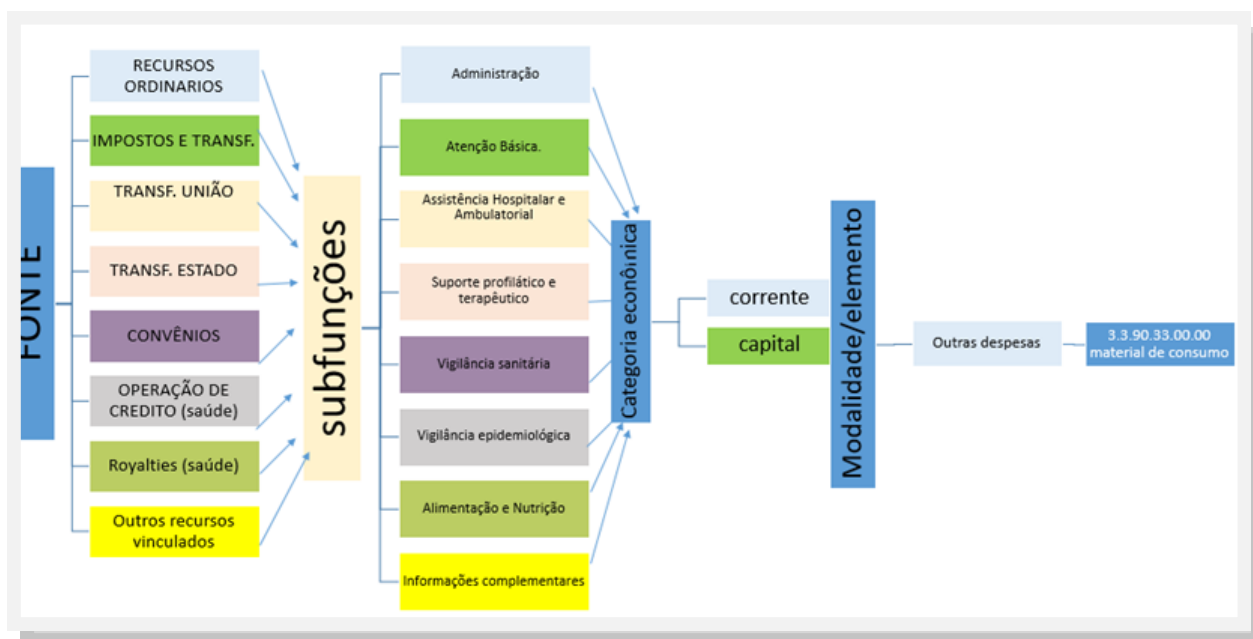 FONTE
RECURSOS
ORDINARIOS
IMPOSTOS E TRANSF.
TRANSF. UNIÃO
TRANSF. ESTADO
CONVÊNIOS
OPERAÇÃO DE
CREDITO (saúde)
Royalties (saúde)
Outros recursos
vinculados
subfunções
Administração
Atenção Básica.
Assistência Hospitalar e
Ambulatorial
Suporte profilático e
terapêutico
Vigilância sanitária
Vigilância epidemiológica
Alimentação e Nutrição
Informações complementares
Categoria econômica
corrente
capital
Modalidade/elemento
Outras despesas
3.3.90.33.00.00
material de consumo